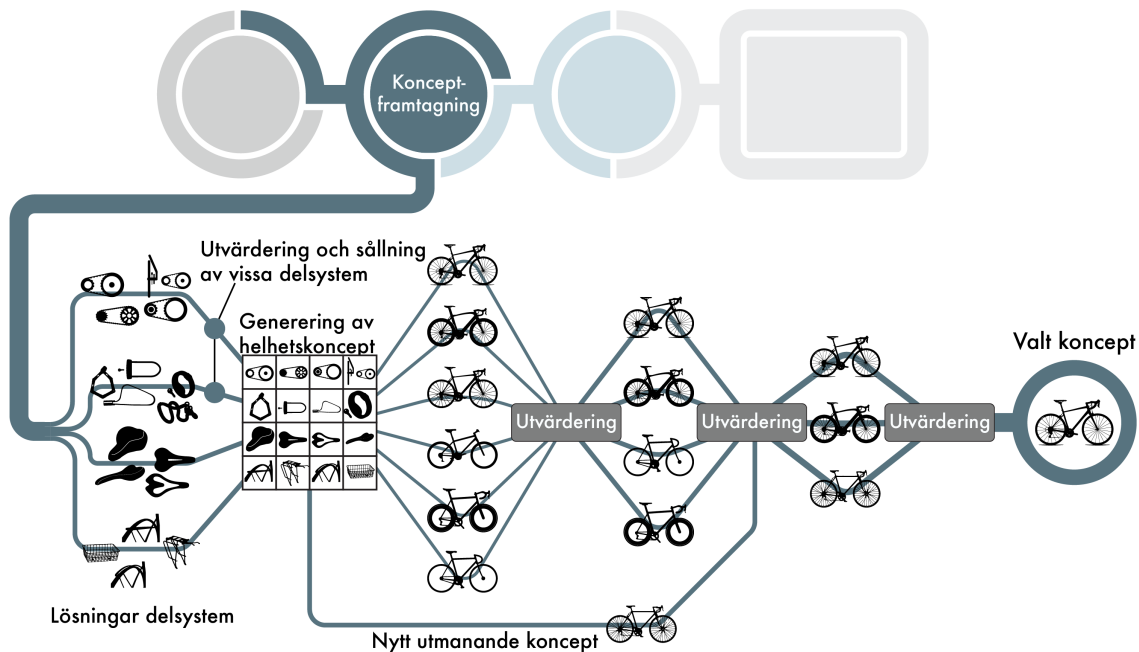 Koncept-
framtagning
Utvärdering och sållning
av vissa delsystem
Generering av
helhetskoncept
Valt koncept
Utvärdering
Utvärdering
Utvärdering
Lösningar delsystem
Nytt utmanande koncept